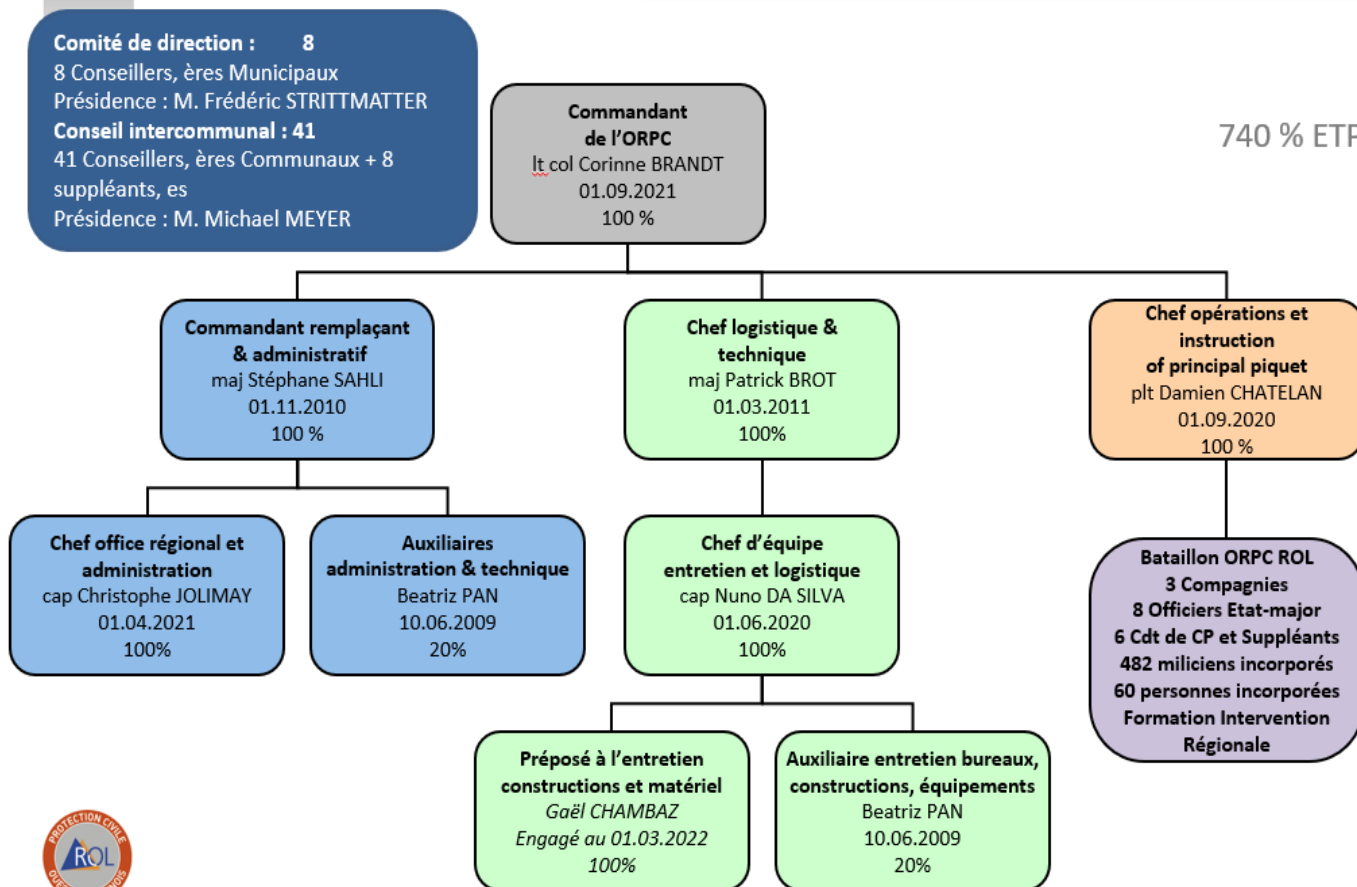 Comité de direction : 8
8 Conseillers, ères Municipaux
Présidence : M. Frédéric STRITTMATTER
Conseil intercommunal : 41
41 Conseillers, ères Communaux + 8
suppléants, es
Présidence : M. Michael MEYER
Commandant
de l'ORPC
lt col Corinne BRANDT
01.09.2021
100 %
740 % ETP
Commandant remplaçant
& administratif
maj Stéphane SAHLI
01.11.2010
100 %
Chef logistique &
technique
maj Patrick BROT
01.03.2011
100%
Chef opérations et
instruction
of principal piquet
plt Damien CHATELAN
01.09.2020
100 %
Chef office régional et
administration
cap Christophe JOLIMAY
01.04.2021
100%
Auxiliaires
administration & technique
Beatriz PAN
10.06.2009
20%
Chef d'équipe
entretien et logistique
cap Nuno DA SILVA
01.06.2020
100%
Bataillon ORPC ROL
3 Compagnies
8 Officiers Etat-major
6 Cdt de CP et Suppléants
482 miliciens incorporés
60 personnes incorporées
Formation Intervention
Régionale
Préposé à l'entretien
constructions et matériel
Gaël CHAMBAZ
Engagé au 01.03.2022
100%
Auxiliaire entretien bureaux,
constructions, équipements
Beatriz PAN
10.06.2009
20%
PROTECTION CIVILE
ROL